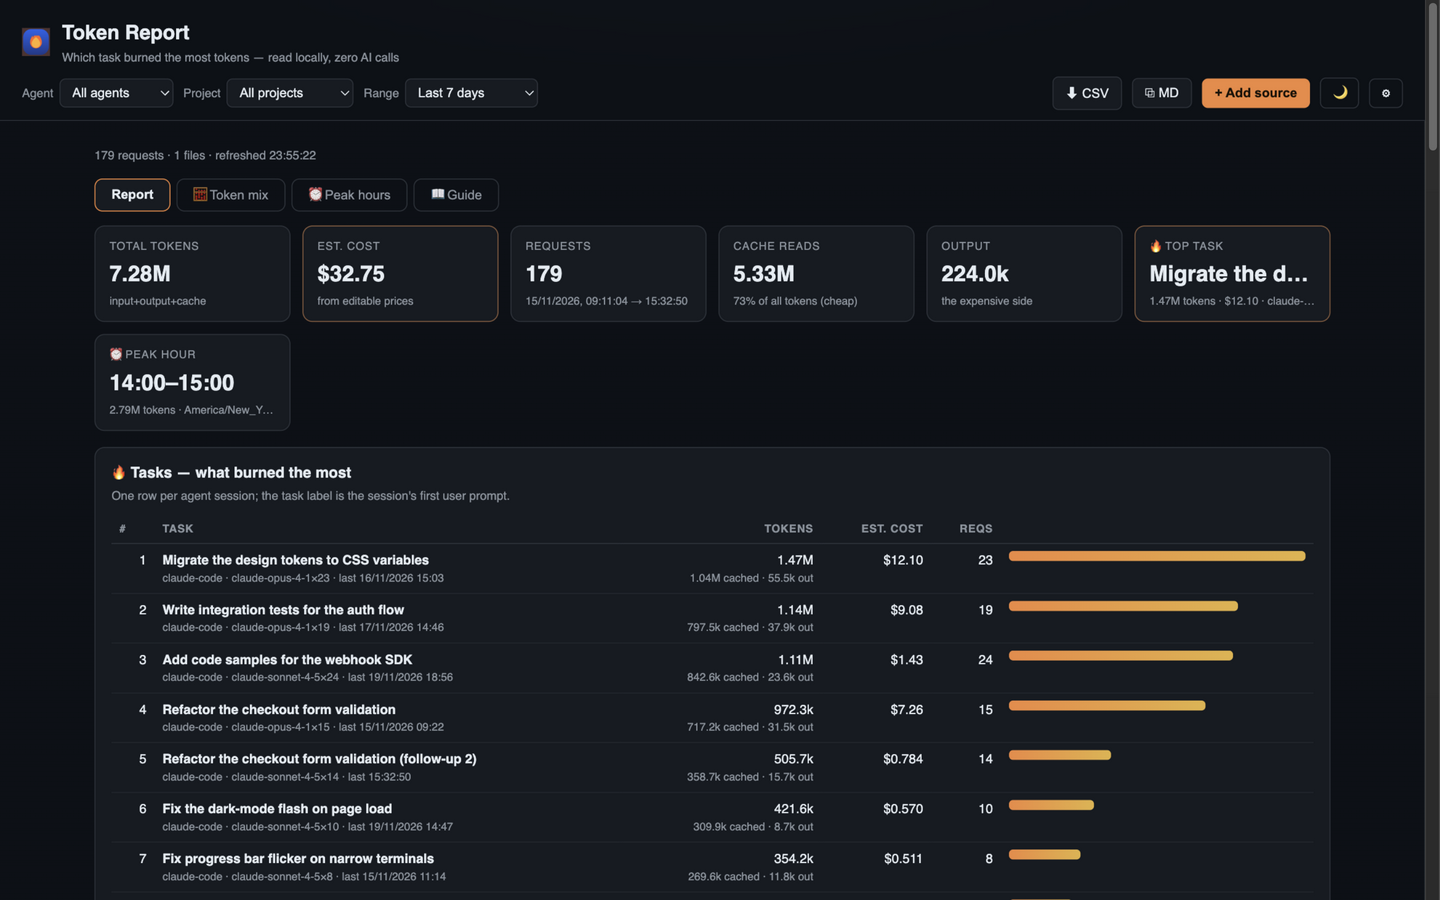 Token Report
Which task burned the most tokens — read locally, zero AI calls
Agent All agents Project All projects Range Last 7 days CSV MD + Add source
179 requests · 1 files · refreshed 23:55:22
Report Token mix Peak hours Guide
TOTAL TOKENS
7.28M
input+output+cache
EST. COST
$32.75
from editable prices
REQUESTS
179
15/11/2026, 09:11:04 → 15:32:50
CACHE READS
5.33M
73% of all tokens (cheap)
OUTPUT
224.0k
the expensive side
TOP TASK
Migrate the d…
1.47M tokens · $12.10 · claude-…
PEAK HOUR
14:00–15:00
2.79M tokens · America/New_Y…
Tasks — what burned the most
One row per agent session; the task label is the session's first user prompt.
# TASK TOKENS EST. COST REQS
1 Migrate the design tokens to CSS variables 1.47M $12.10 23
claude-code · claude-opus-4-1×23 · last 16/11/2026 15:03 1.04M cached · 55.5k out
2 Write integration tests for the auth flow 1.14M $9.08 19
claude-code · claude-opus-4-1×19 · last 17/11/2026 14:46 797.5k cached · 37.9k out
3 Add code samples for the webhook SDK 1.11M $1.43 24
claude-code · claude-sonnet-4-5×24 · last 19/11/2026 18:56 842.6k cached · 23.6k out
4 Refactor the checkout form validation 972.3k $7.26 15
claude-code · claude-opus-4-1×15 · last 15/11/2026 09:22 717.2k cached · 31.5k out
5 Refactor the checkout form validation (follow-up 2) 505.7k $0.784 14
claude-code · claude-sonnet-4-5×14 · last 15:32:50 358.7k cached · 15.7k out
6 Fix the dark-mode flash on page load 421.6k $0.570 10
claude-code · claude-sonnet-4-5×10 · last 19/11/2026 14:47 309.9k cached · 8.7k out
7 Fix progress bar flicker on narrow terminals 354.2k $0.511 8
claude-code · claude-sonnet-4-5×8 · last 15/11/2026 11:14 269.6k cached · 11.8k out